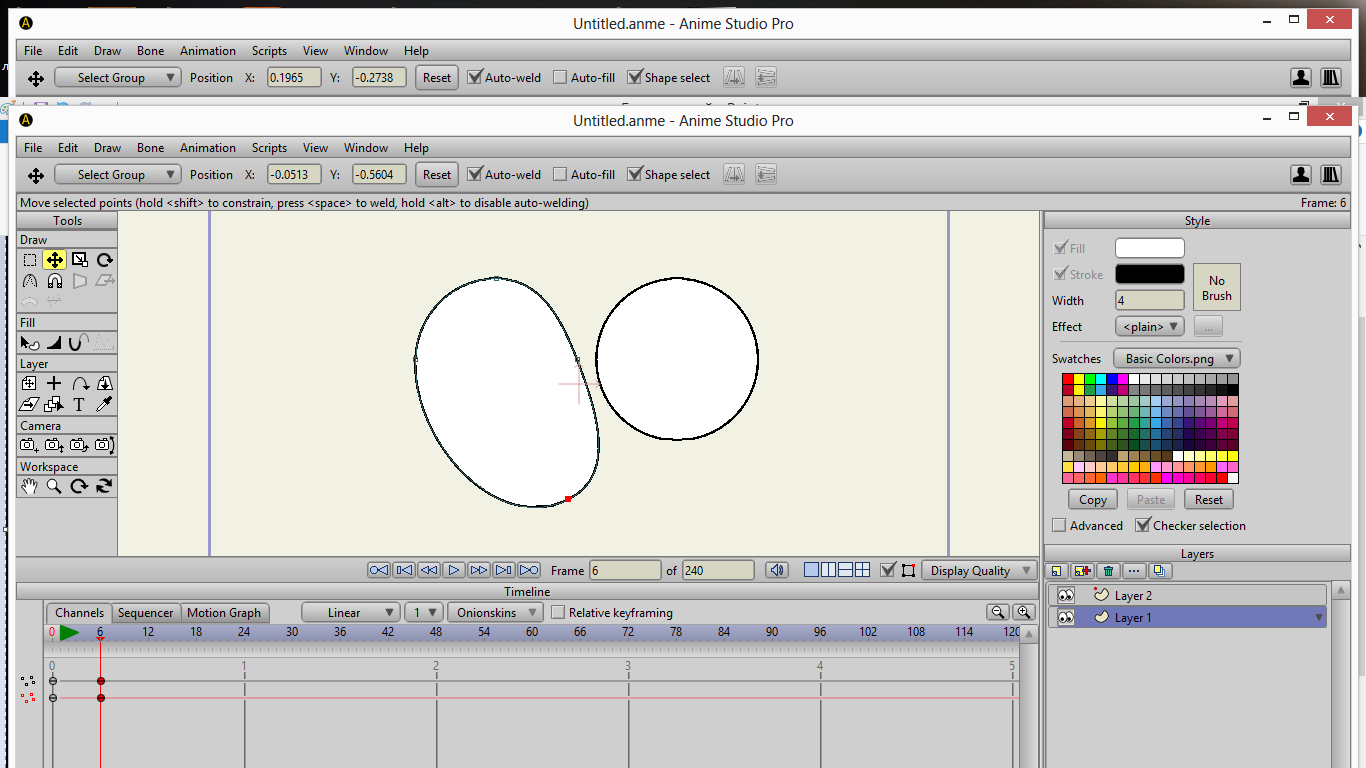 Untitled.anme - Anime Studio Pro
File Edit Draw Bone Animation Scripts View Window Help
Select Group Position X: 0.1965 Y: -0.2738 Reset Auto-weld Auto-fill Shape select
Untitled.anme - Anime Studio Pro
File Edit Draw Bone Animation Scripts View Window Help
Select Group Position X: -0.0513 Y: -0.5604 Reset Auto-weld Auto-fill Shape select
Move selected points (hold <shift> to constrain, press <space> to weld, hold <alt> to disable auto-welding) Frame: 6
Tools
Draw
Fill
Layer
Camera
Workspace
Style
Fill
Stroke
No Brush
Width 4
Effect <plain> ...
Swatches Basic Colors.png
Copy Paste Reset
Advanced Checker selection
Frame 6 of 240 Display Quality
Layers
Layer 2
Layer 1
Timeline
Channels Sequencer Motion Graph Linear 1 Onionskins Relative keyframing
0 6 12 18 24 30 36 42 48 54 60 66 72 78 84 90 96 102 108 114 120
0 1 2 3 4 5